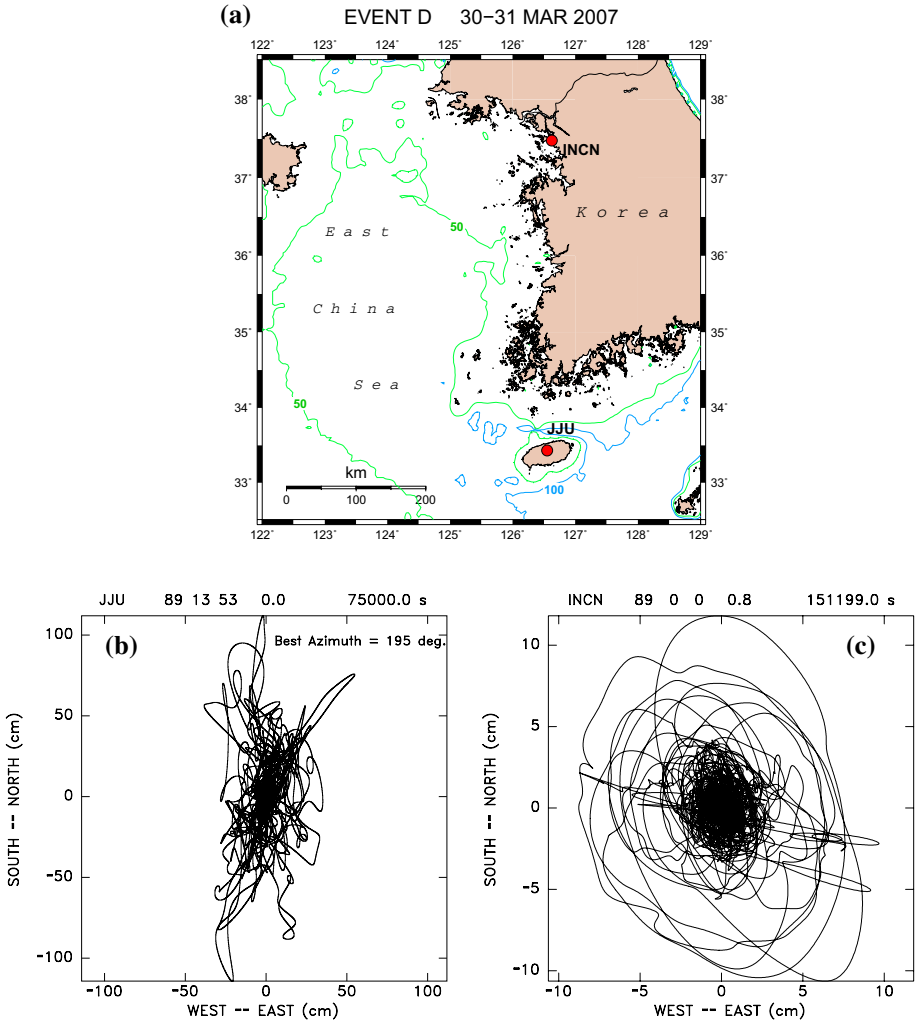 (a) EVENT D 30−31 MAR 2007
122˚ 123˚ 124˚ 125˚ 126˚ 127˚ 128˚ 129˚
38˚ 38˚
INCN
37˚ 37˚
Korea
50
East
36˚ 36˚
China
35˚ 35˚
Sea
50
34˚ 34˚
JJU
km
33˚ 33˚
100
0 100 200
122˚ 123˚ 124˚ 125˚ 126˚ 127˚ 128˚ 129˚
JJU 89 13 53 0.0 75000.0 s
(b)
Best Azimuth = 195 deg.
100
50
0
-50
-100
SOUTH -- NORTH (cm)
-100 -50 0 50 100
WEST -- EAST (cm)
INCN 89 0 0 0.8 151199.0 s
(c)
10
5
0
-5
-10
SOUTH -- NORTH (cm)
-10 -5 0 5 10
WEST -- EAST (cm)